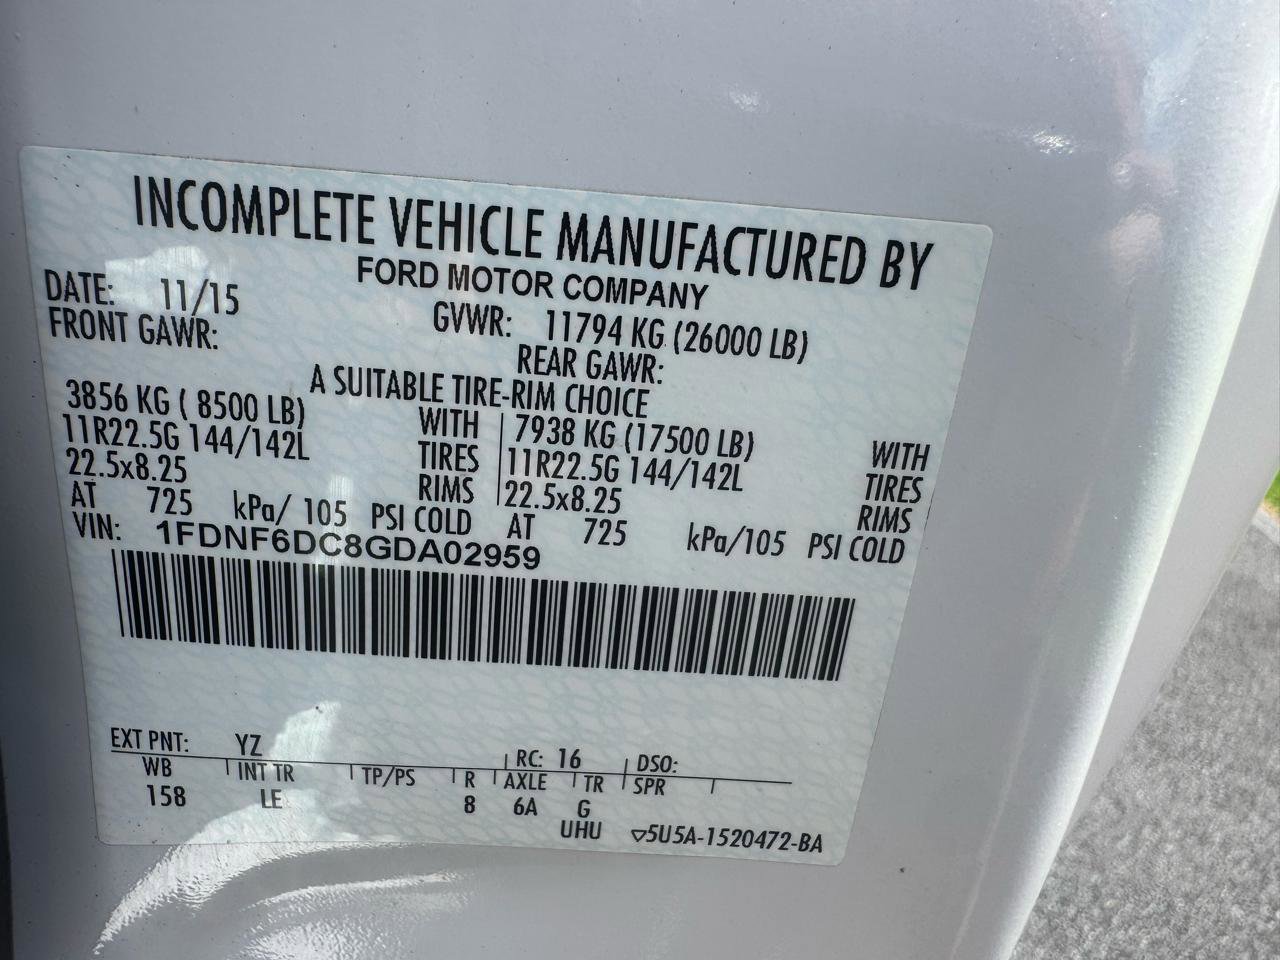 INCOMPLETE VEHICLE MANUFACTURED BY
FORD MOTOR COMPANY
DATE: 11/15 GVWR: 11794 KG (26000 LB)
FRONT GAWR: REAR GAWR:
A SUITABLE TIRE-RIM CHOICE
3856 KG ( 8500 LB) WITH 7938 KG (17500 LB) WITH
11R22.5G 144/142L TIRES 11R22.5G 144/142L TIRES
22.5x8.25 RIMS 22.5x8.25 RIMS
AT 725 kPa/ 105 PSI COLD AT 725 kPa/105 PSI COLD
VIN: 1FDNF6DC8GDA02959
EXT PNT: YZ RC: 16 DSO:
WB INT TR TP/PS R AXLE TR SPR
158 LE 8 6A G
UHU ▽5U5A-1520472-BA